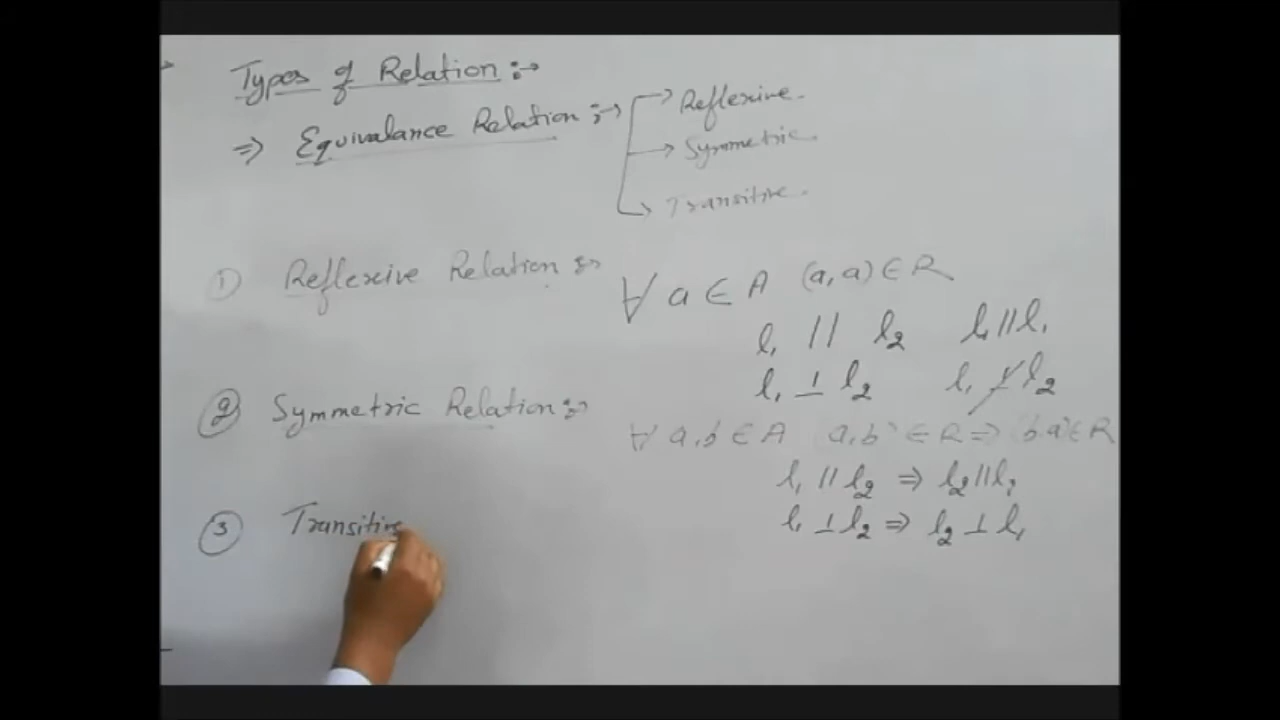 Types of Relation :→
⇒ Equivalance Relation :→ → Reflexive.
→ Symmetric.
→ Transitive.
① Reflexive Relation :→ ∀ a ∈ A (a, a) ∈ R
l₁ // l₂ l₁ // l₁
l₁ ⊥ l₂ l₁ ⊥̸ l₂
② Symmetric Relation :→ ∀ a, b ∈ A a, b ∈ R ⇒ b a ∈ R
l₁ // l₂ ⇒ l₂ // l₁
③ Transitive l₁ ⊥ l₂ ⇒ l₂ ⊥ l₁